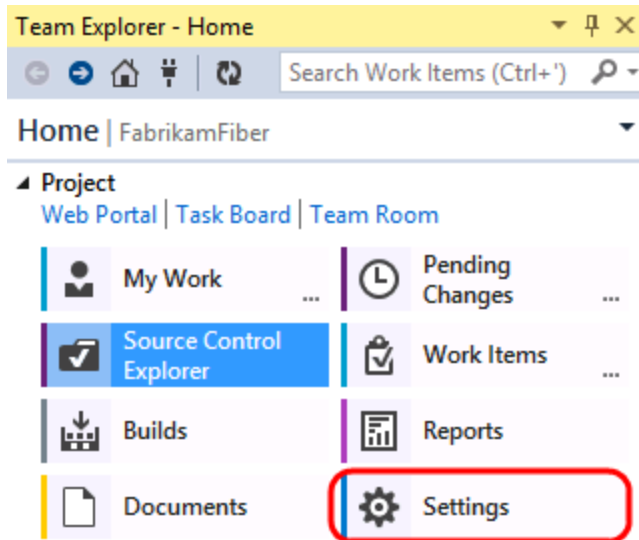 Team Explorer - Home
Search Work Items (Ctrl+')
Home | FabrikamFiber
Project
Web Portal | Task Board | Team Room
My Work ...
Pending Changes ...
Source Control Explorer
Work Items ...
Builds
Reports
Documents
Settings